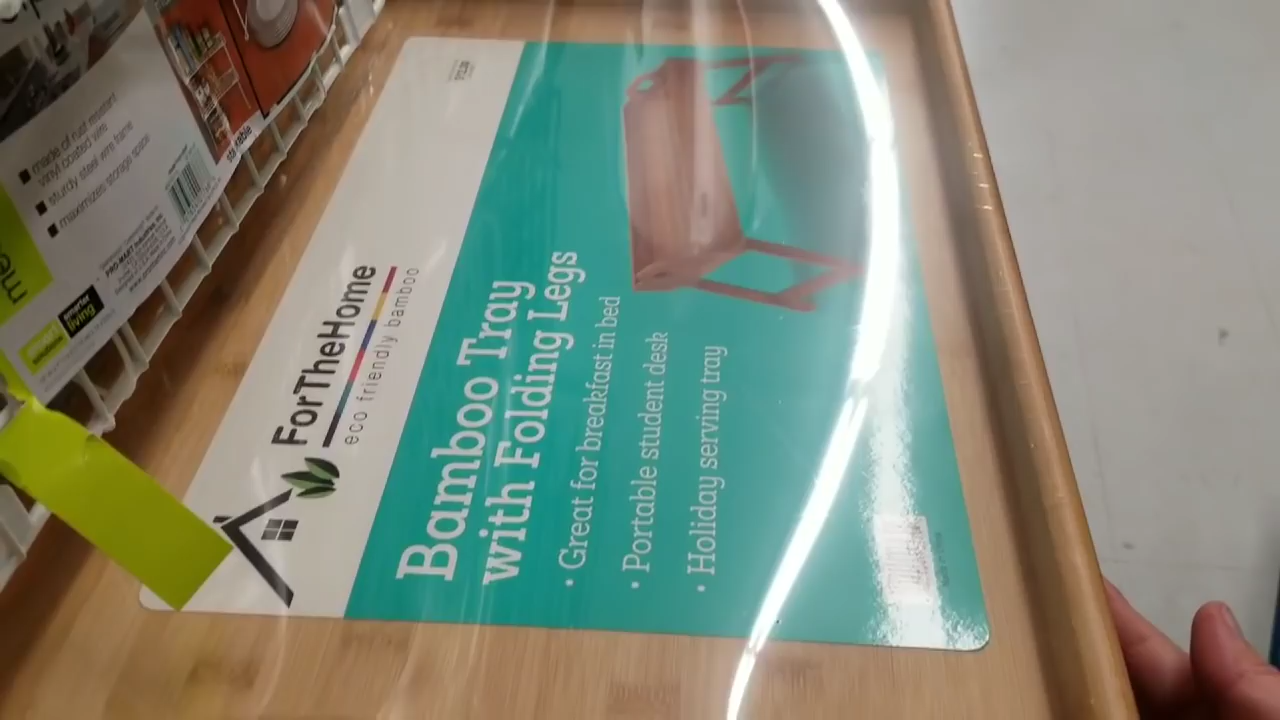 ForTheHome
eco friendly bamboo
Bamboo Tray
with Folding Legs
• Great for breakfast in bed
• Portable student desk
• Holiday serving tray
made of rust resistant
vinyl coated wire
sturdy steel wire frame
maximizes storage space
smarter
living